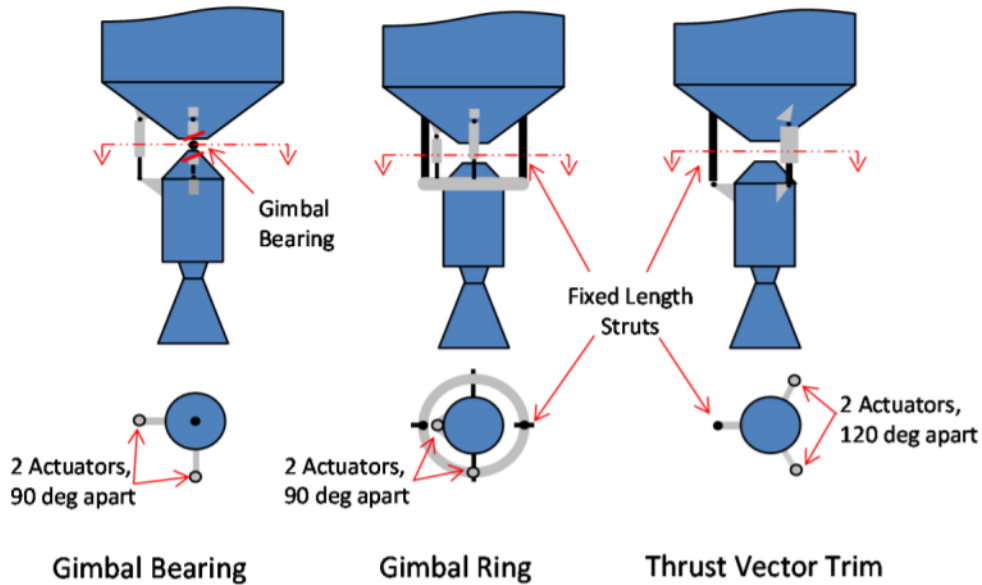 Gimbal
Bearing
Fixed Length
Struts
2 Actuators,
90 deg apart
2 Actuators,
90 deg apart
2 Actuators,
120 deg apart
Gimbal Bearing
Gimbal Ring
Thrust Vector Trim